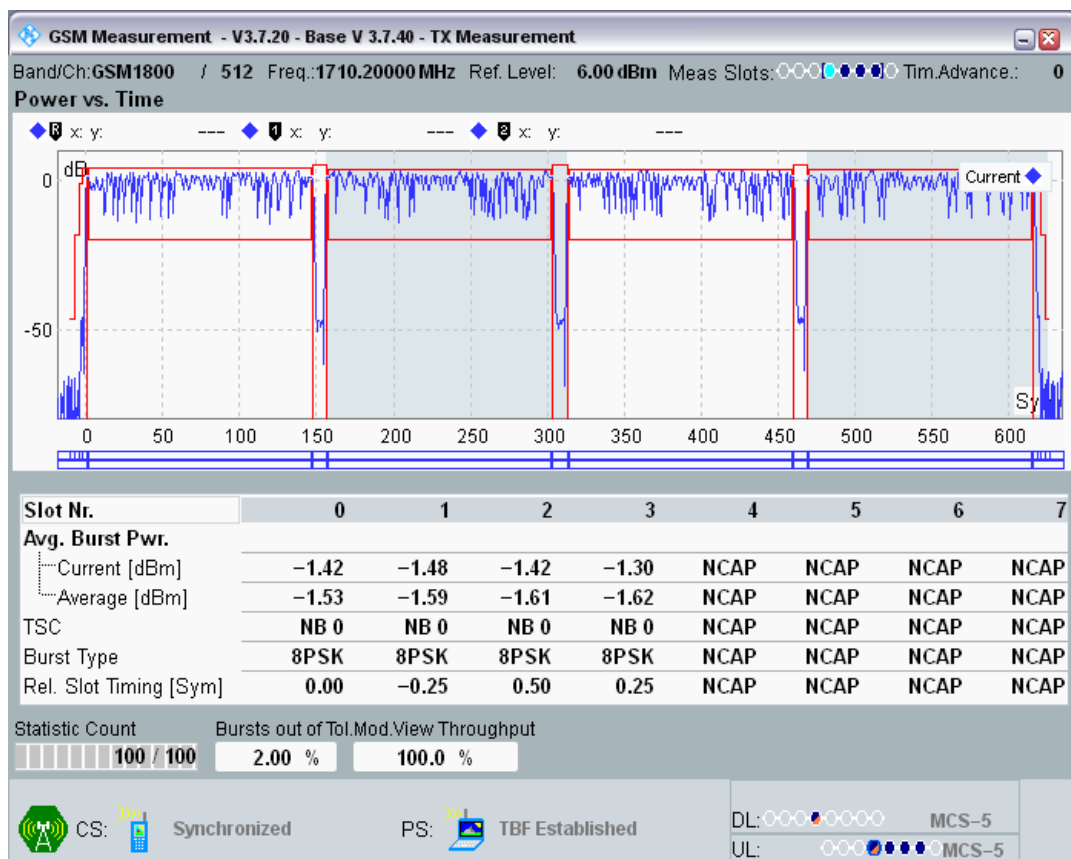 GSM Measurement - V3.7.20 - Base V 3.7.40 - TX Measurement
Band/Ch:GSM1800 / 512 Freq.:1710.20000 MHz Ref. Level: 6.00 dBm Meas Slots: Tim.Advance.: 0
Power vs. Time
R x: y: --- 1 x: y: --- 2 x: y: ---
dB
0
Current
-50
Sy
0 50 100 150 200 250 300 350 400 450 500 550 600
Slot Nr. 0 1 2 3 4 5 6 7
Avg. Burst Pwr.
Current [dBm] −1.42 −1.48 −1.42 −1.30 NCAP NCAP NCAP NCAP
Average [dBm] −1.53 −1.59 −1.61 −1.62 NCAP NCAP NCAP NCAP
TSC NB 0 NB 0 NB 0 NB 0 NCAP NCAP NCAP NCAP
Burst Type 8PSK 8PSK 8PSK 8PSK NCAP NCAP NCAP NCAP
Rel. Slot Timing [Sym] 0.00 −0.25 0.50 0.25 NCAP NCAP NCAP NCAP
Statistic Count Bursts out of Tol.Mod.View Throughput
100 / 100 2.00 % 100.0 %
CS: Synchronized PS: TBF Established DL: MCS−5
UL: MCS−5